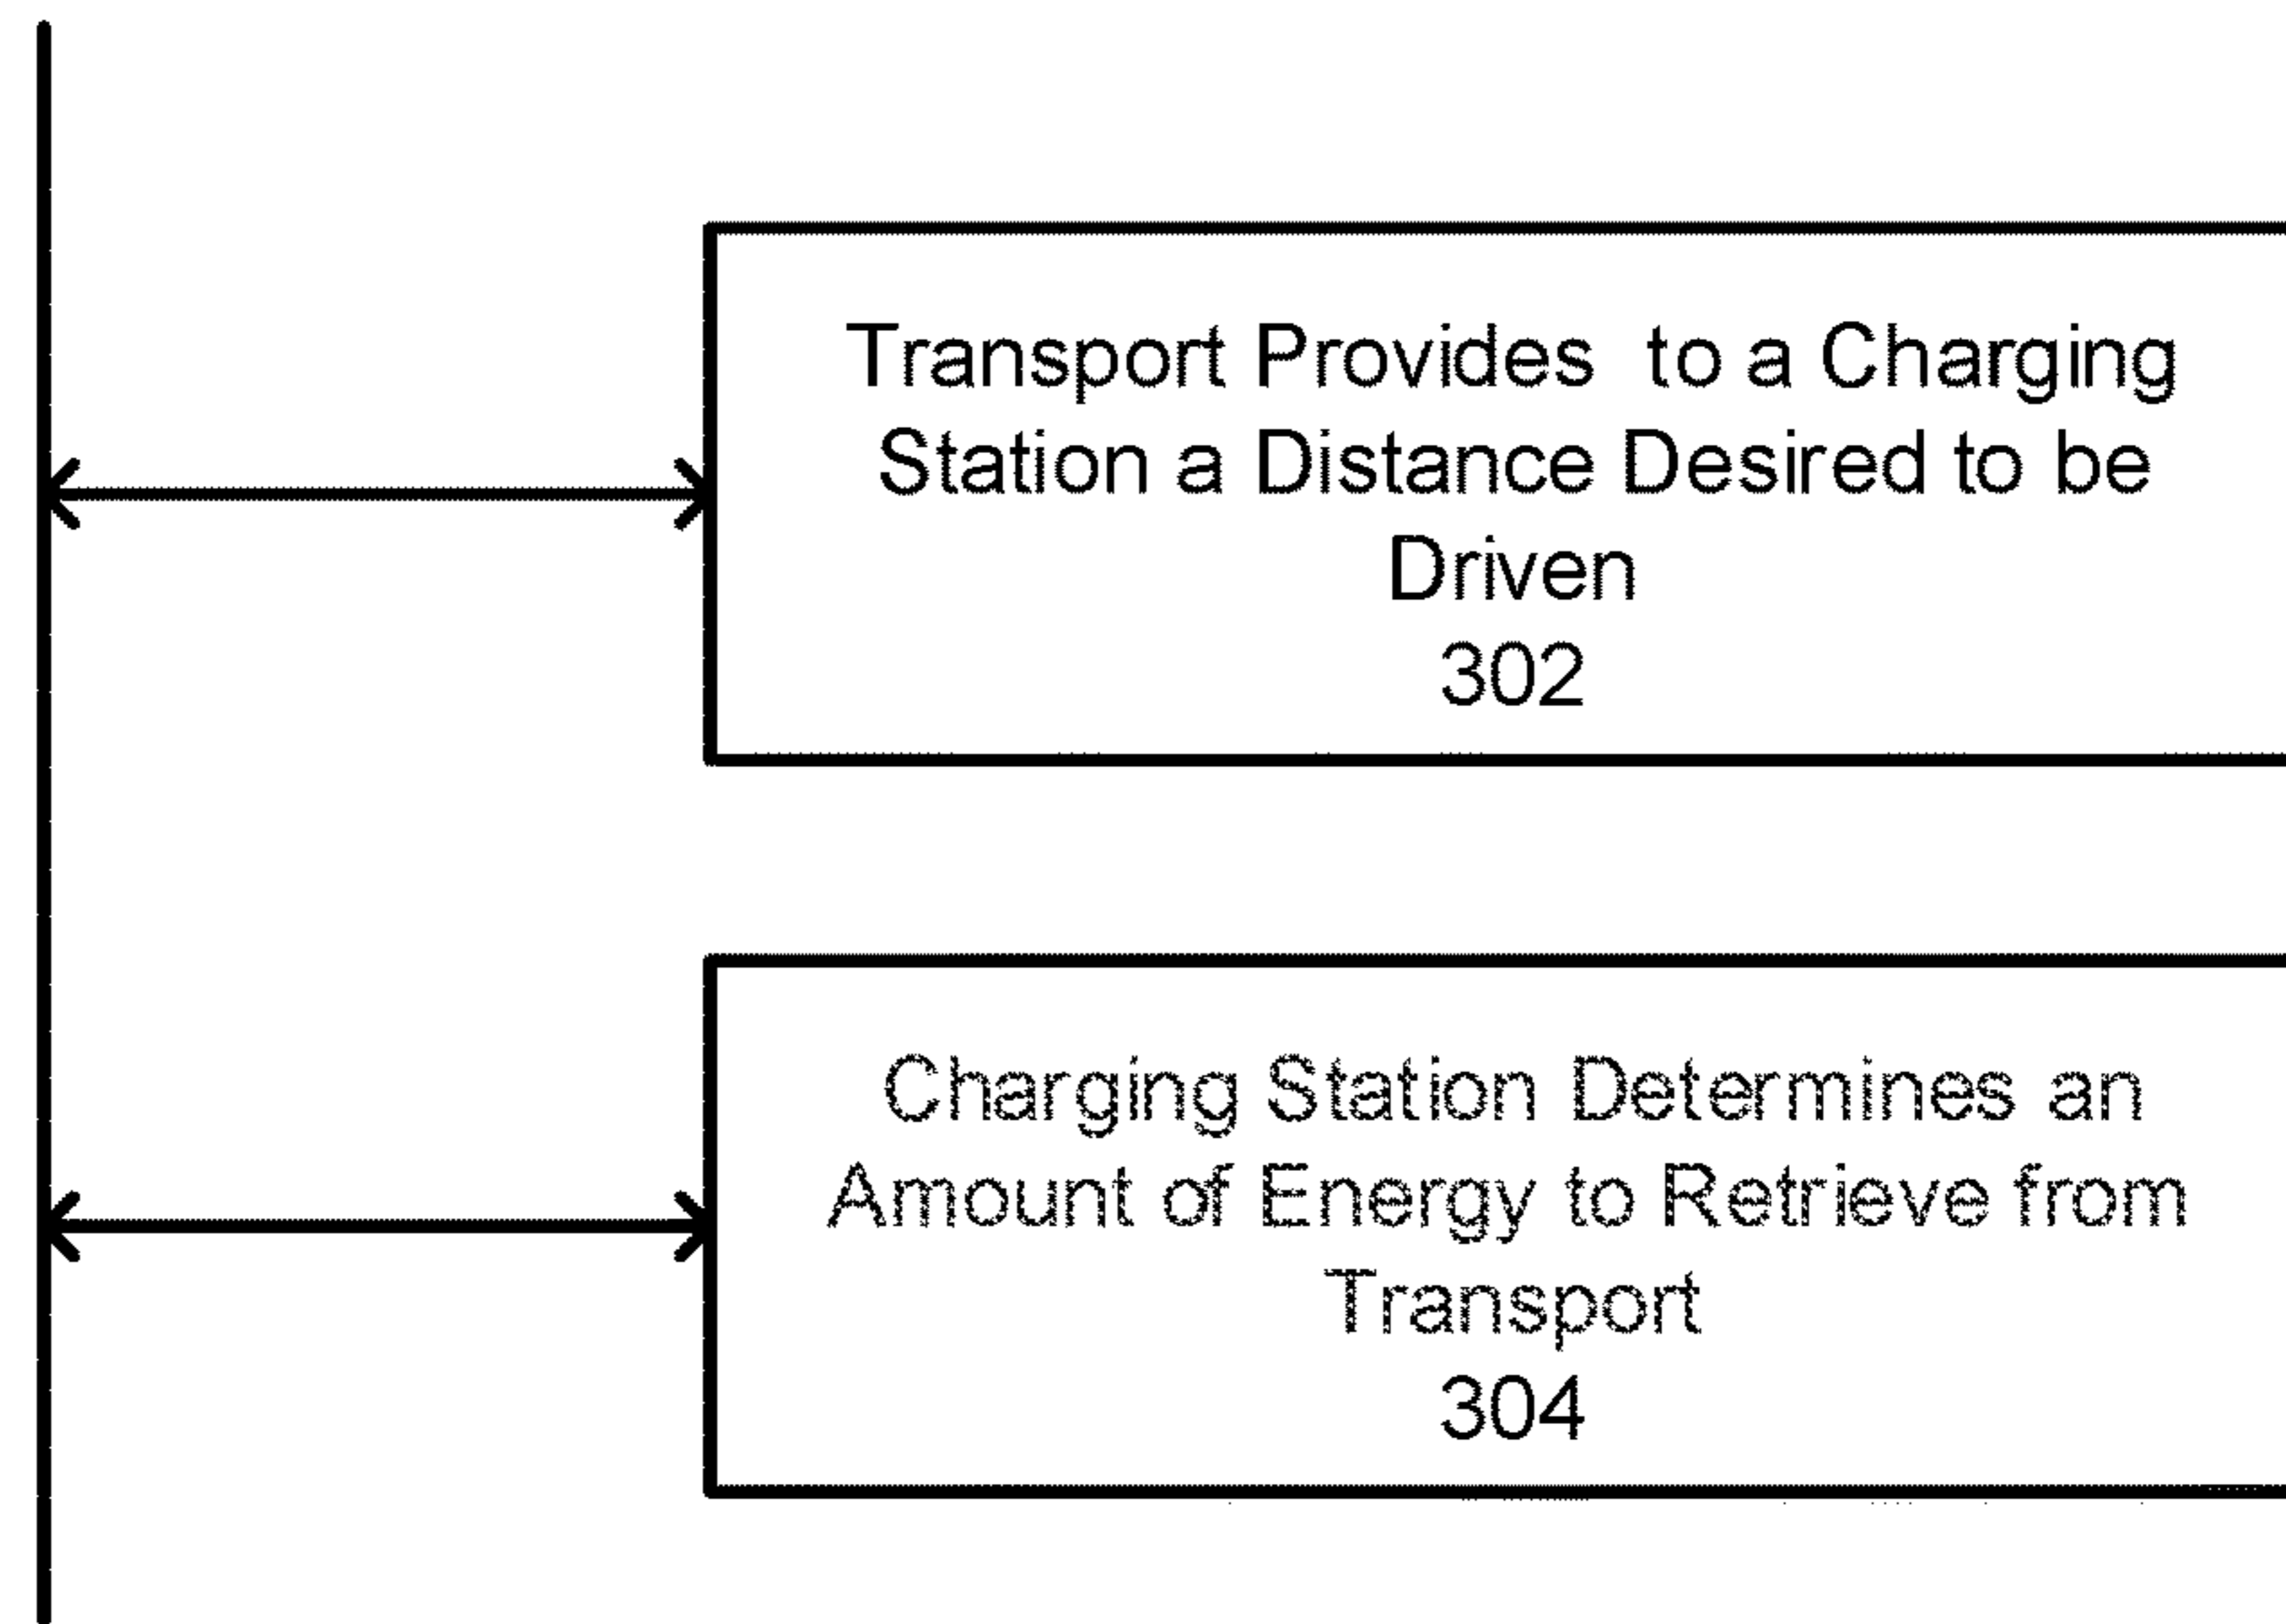 Transport Provides  to a Charging
Station a Distance Desired to be
Driven
302
Charging Station Determines an
Amount of Energy to Retrieve from
Transport
304